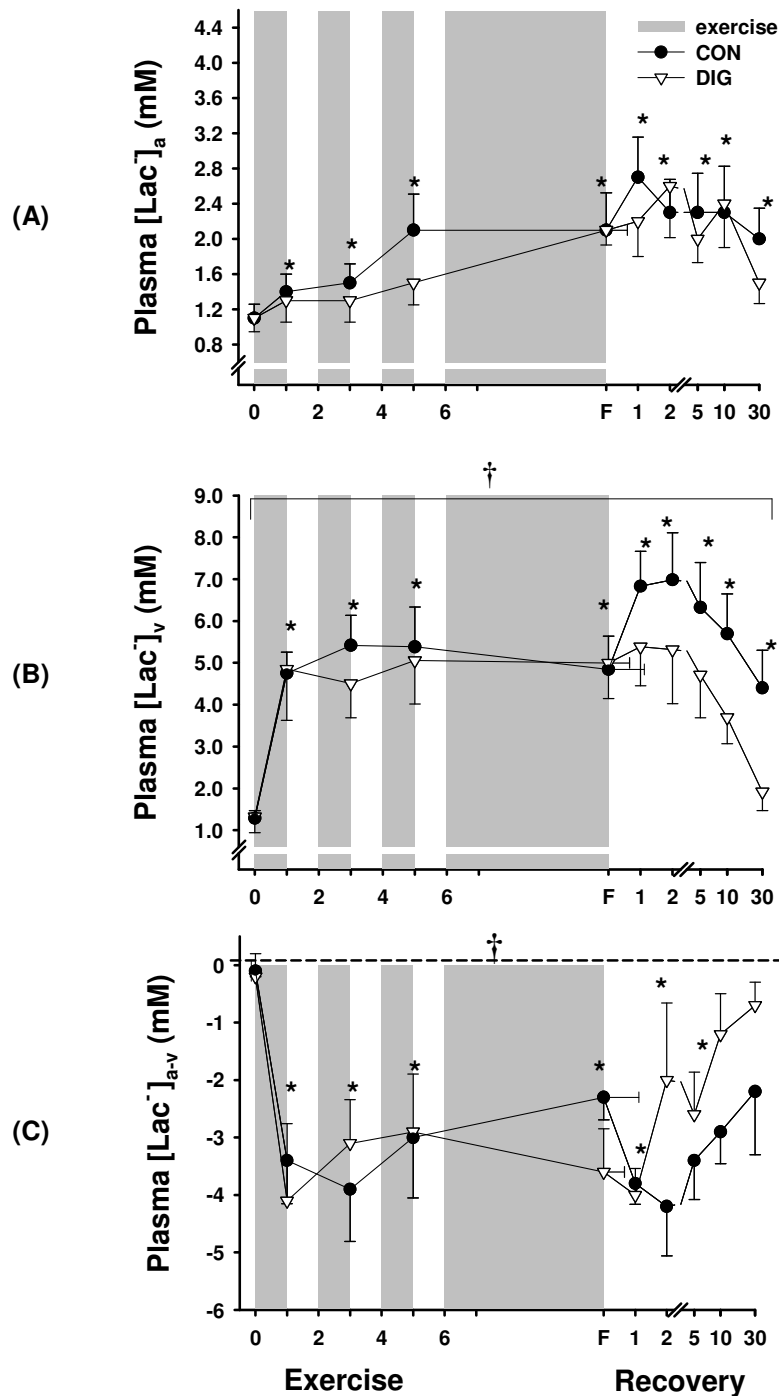 exercise
CON
DIG
(A)
Plasma [Lac⁻]ₐ (mM)
4.4
4.0
3.6
3.2
2.8
2.4
2.0
1.6
1.2
0.8
* * * * * * * * *
0 2 4 6 F 1 2 5 10 30
†
(B)
Plasma [Lac⁻]ᵥ (mM)
9.0
8.0
7.0
6.0
5.0
4.0
3.0
2.0
1.0
* * * * * * * * *
0 2 4 6 F 1 2 5 10 30
†
(C)
Plasma [Lac⁻]a-v (mM)
0
-1
-2
-3
-4
-5
-6
* * * * * * *
0 2 4 6 F 1 2 5 10 30
Exercise Recovery